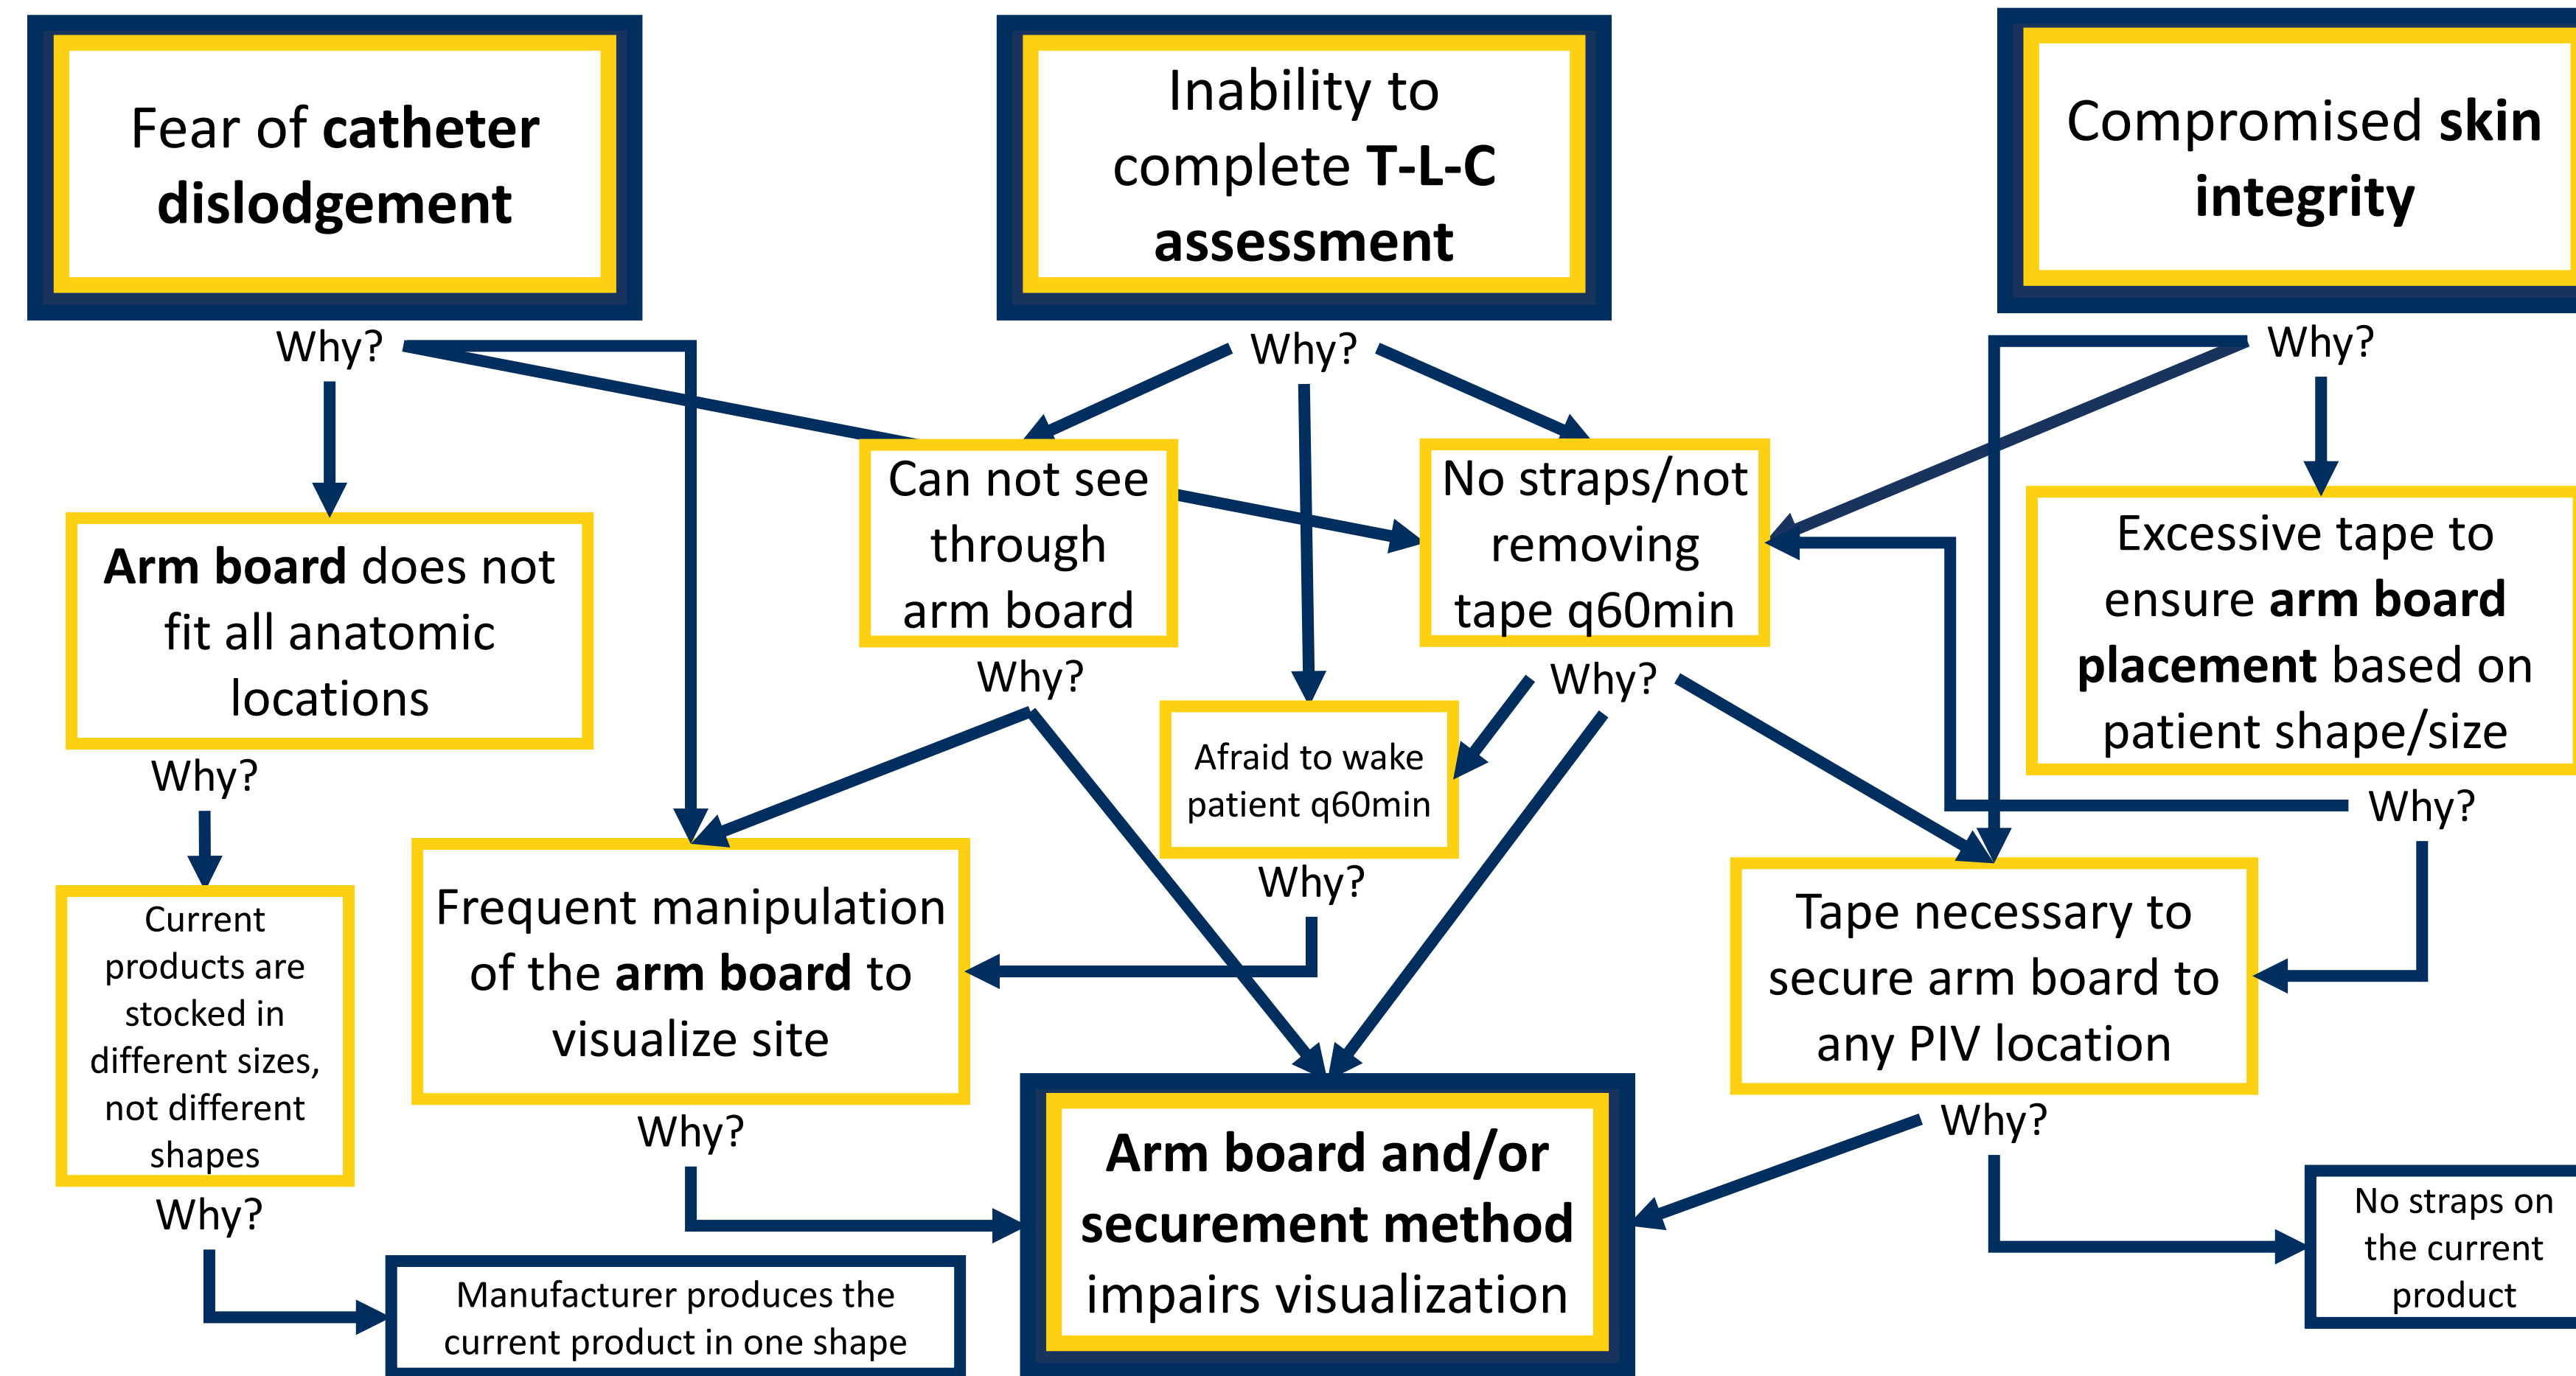 Fear of catheter
dislodgement
Inability to
complete T-L-C
assessment
Compromised skin
integrity
Why?
Why?
Why?
Arm board does not
fit all anatomic
locations
Can not see
through
arm board
No straps/not
removing
tape q60min
Excessive tape to
ensure arm board
placement based on
patient shape/size
Why?
Why?
Why?
Why?
Afraid to wake
patient q60min
Why?
Current
products are
stocked in
different sizes,
not different
shapes
Frequent manipulation
of the arm board to
visualize site
Tape necessary to
secure arm board to
any PIV location
Why?
Why?
Why?
Manufacturer produces the
current product in one shape
Arm board and/or
securement method
impairs visualization
No straps on
the current
product